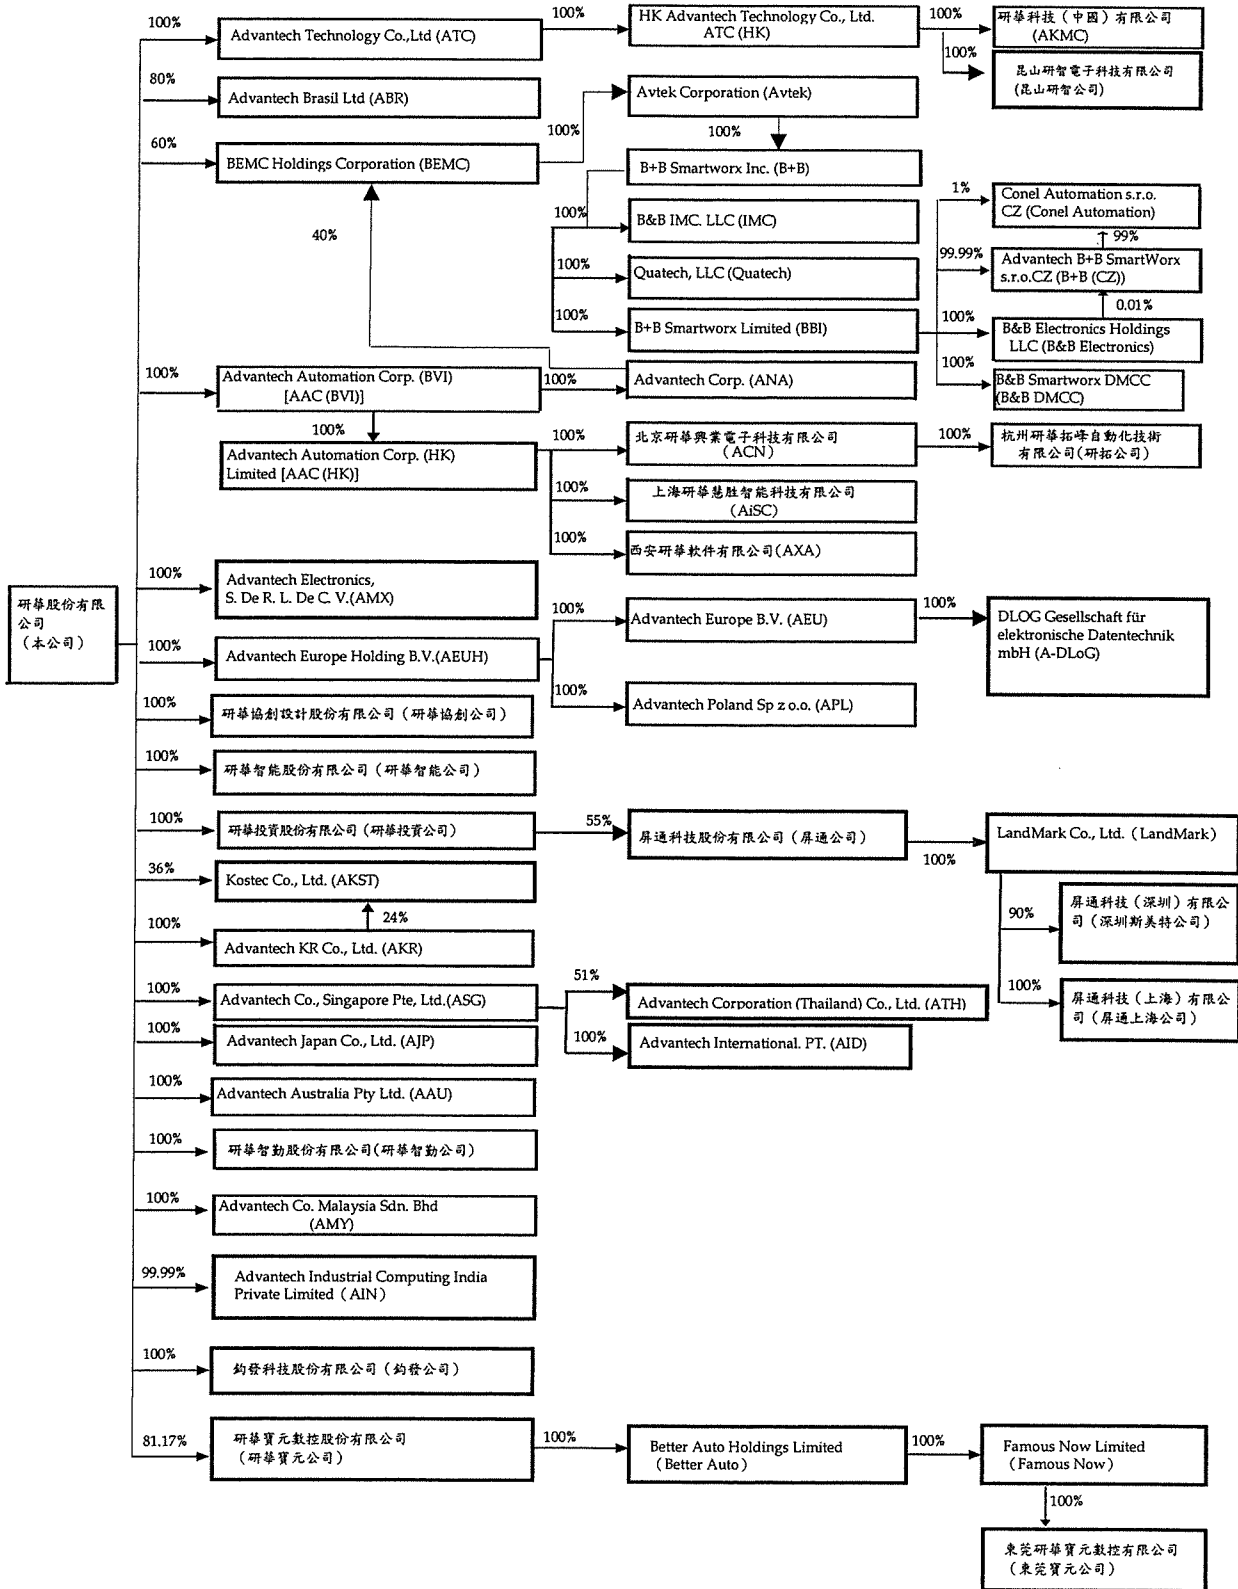 100%
Advantech Technology Co.,Ltd (ATC)
100%
HK Advantech Technology Co., Ltd.
ATC (HK)
100%
研華科技（中國）有限公司
(AKMC)
100%
昆山研智電子科技有限公司
(昆山研智公司)
80%
Advantech Brasil Ltd (ABR)
Avtek Corporation (Avtek)
100%
100%
60%
BEMC Holdings Corporation (BEMC)
B+B Smartworx Inc. (B+B)
40%
100%
B&B IMC. LLC (IMC)
1%
Conel Automation s.r.o.
CZ (Conel Automation)
99%
100%
Quatech, LLC (Quatech)
99.99%
Advantech B+B SmartWorx
s.r.o.CZ (B+B (CZ))
0.01%
100%
B+B Smartworx Limited (BBI)
100%
B&B Electronics Holdings
LLC (B&B Electronics)
100%
B&B Smartworx DMCC
(B&B DMCC)
100%
Advantech Automation Corp. (BVI)
[AAC (BVI)]
100%
Advantech Corp. (ANA)
100%
Advantech Automation Corp. (HK)
Limited [AAC (HK)]
100%
北京研華興業電子科技有限公司
(ACN)
100%
杭州研華拓峰自動化技術
有限公司(研拓公司)
100%
上海研華慧胜智能科技有限公司
(AiSC)
100%
西安研華軟件有限公司(AXA)
研華股份有限
公司
（本公司）
100%
Advantech Electronics,
S. De R. L. De C. V.(AMX)
100%
Advantech Europe Holding B.V.(AEUH)
100%
Advantech Europe B.V. (AEU)
100%
DLOG Gesellschaft für
elektronische Datentechnik
mbH (A-DLoG)
100%
Advantech Poland Sp z o.o. (APL)
100%
研華協創設計股份有限公司（研華協創公司）
100%
研華智能股份有限公司（研華智能公司）
100%
研華投資股份有限公司（研華投資公司）
55%
屏通科技股份有限公司（屏通公司）
100%
LandMark Co., Ltd.（LandMark）
90%
屏通科技（深圳）有限公
司（深圳斯美特公司）
100%
屏通科技（上海）有限公
司（屏通上海公司）
36%
Kostec Co., Ltd. (AKST)
24%
100%
Advantech KR Co., Ltd. (AKR)
100%
Advantech Co., Singapore Pte, Ltd.(ASG)
51%
Advantech Corporation (Thailand) Co., Ltd. (ATH)
100%
Advantech International. PT. (AID)
100%
Advantech Japan Co., Ltd. (AJP)
100%
Advantech Australia Pty Ltd. (AAU)
100%
研華智勤股份有限公司(研華智勤公司)
100%
Advantech Co. Malaysia Sdn. Bhd
(AMY)
99.99%
Advantech Industrial Computing India
Private Limited（AIN）
100%
鈞發科技股份有限公司（鈞發公司）
81.17%
研華寶元數控股份有限公司
（研華寶元公司）
100%
Better Auto Holdings Limited
（Better Auto）
100%
Famous Now Limited
（Famous Now）
100%
東莞研華寶元數控有限公司
（東莞寶元公司）